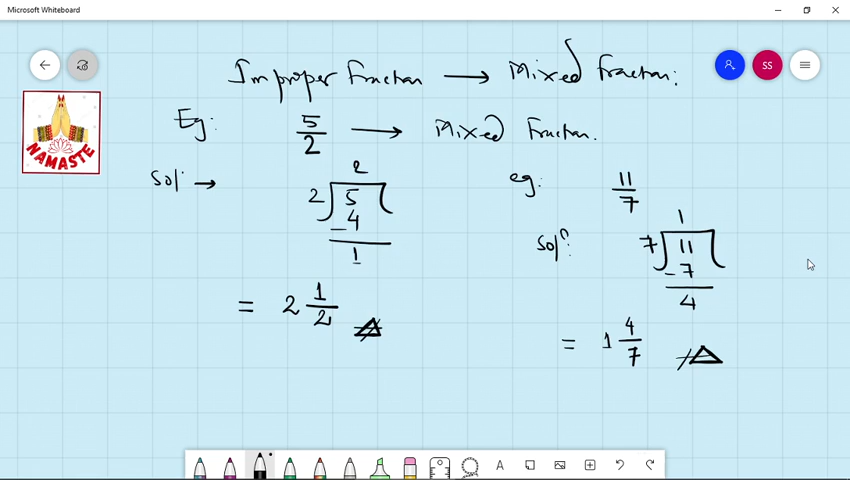 Microsoft Whiteboard
SS
Improper Fraction → Mixed fraction:
NAMASTE
Eg: 5/2 → Mixed Fraction.
Sol: →
2
2 5
- 4
1
= 2 1/2
eg: 11/7
Solⁿ:
1
7 11
- 7
4
= 1 4/7
A